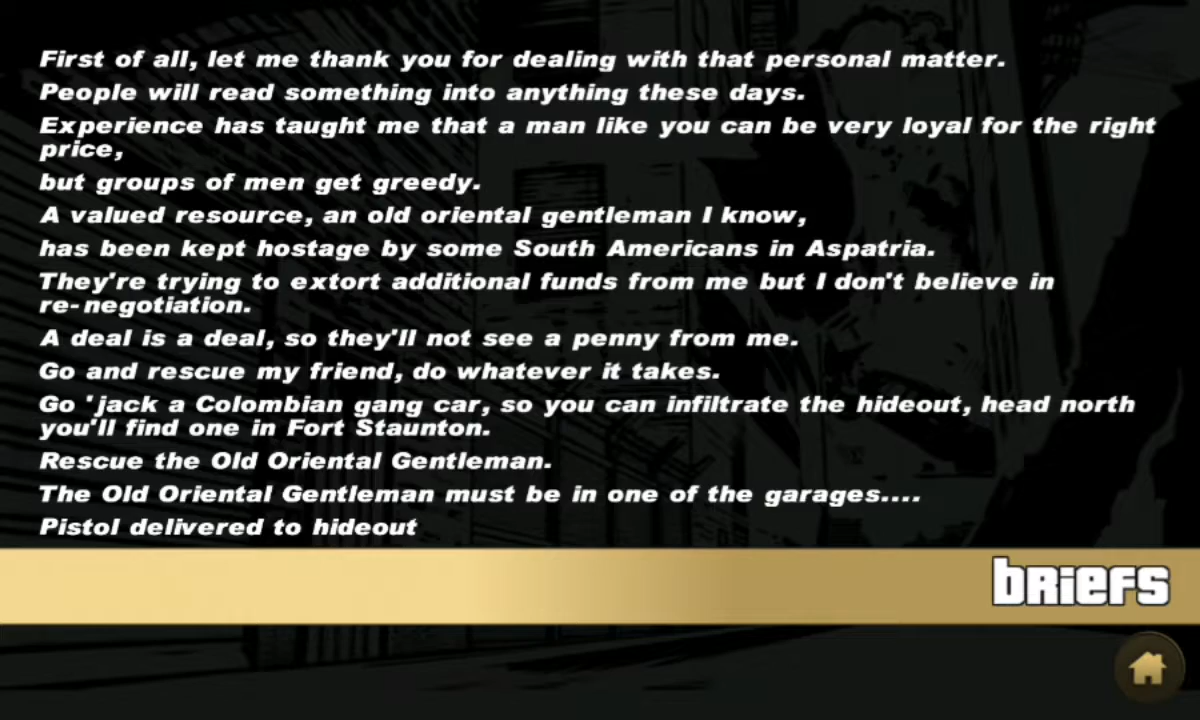 First of all, let me thank you for dealing with that personal matter.
People will read something into anything these days.
Experience has taught me that a man like you can be very loyal for the right
price,
but groups of men get greedy.
A valued resource, an old oriental gentleman I know,
has been kept hostage by some South Americans in Aspatria.
They're trying to extort additional funds from me but I don't believe in
re-negotiation.
A deal is a deal, so they'll not see a penny from me.
Go and rescue my friend, do whatever it takes.
Go 'jack a Colombian gang car, so you can infiltrate the hideout, head north
you'll find one in Fort Staunton.
Rescue the Old Oriental Gentleman.
The Old Oriental Gentleman must be in one of the garages....
Pistol delivered to hideout
BRiEFS